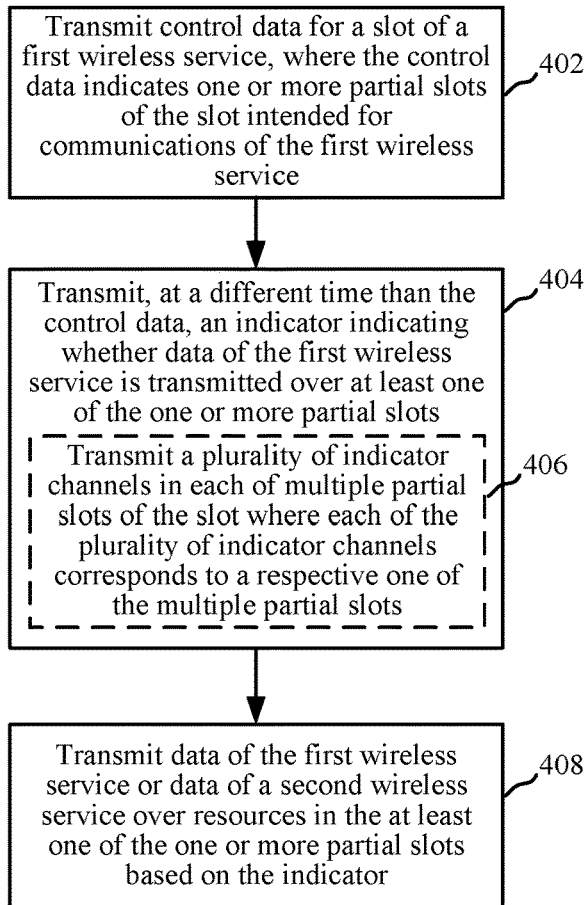 Transmit control data for a slot of a
first wireless service, where the control
data indicates one or more partial slots
of the slot intended for
communications of the first wireless
service
402
Transmit, at a different time than the
control data, an indicator indicating
whether data of the first wireless
service is transmitted over at least one
of the one or more partial slots
404
Transmit a plurality of indicator
channels in each of multiple partial
slots of the slot where each of the
plurality of indicator channels
corresponds to a respective one of
the multiple partial slots
406
Transmit data of the first wireless
service or data of a second wireless
service over resources in the at least
one of the one or more partial slots
based on the indicator
408